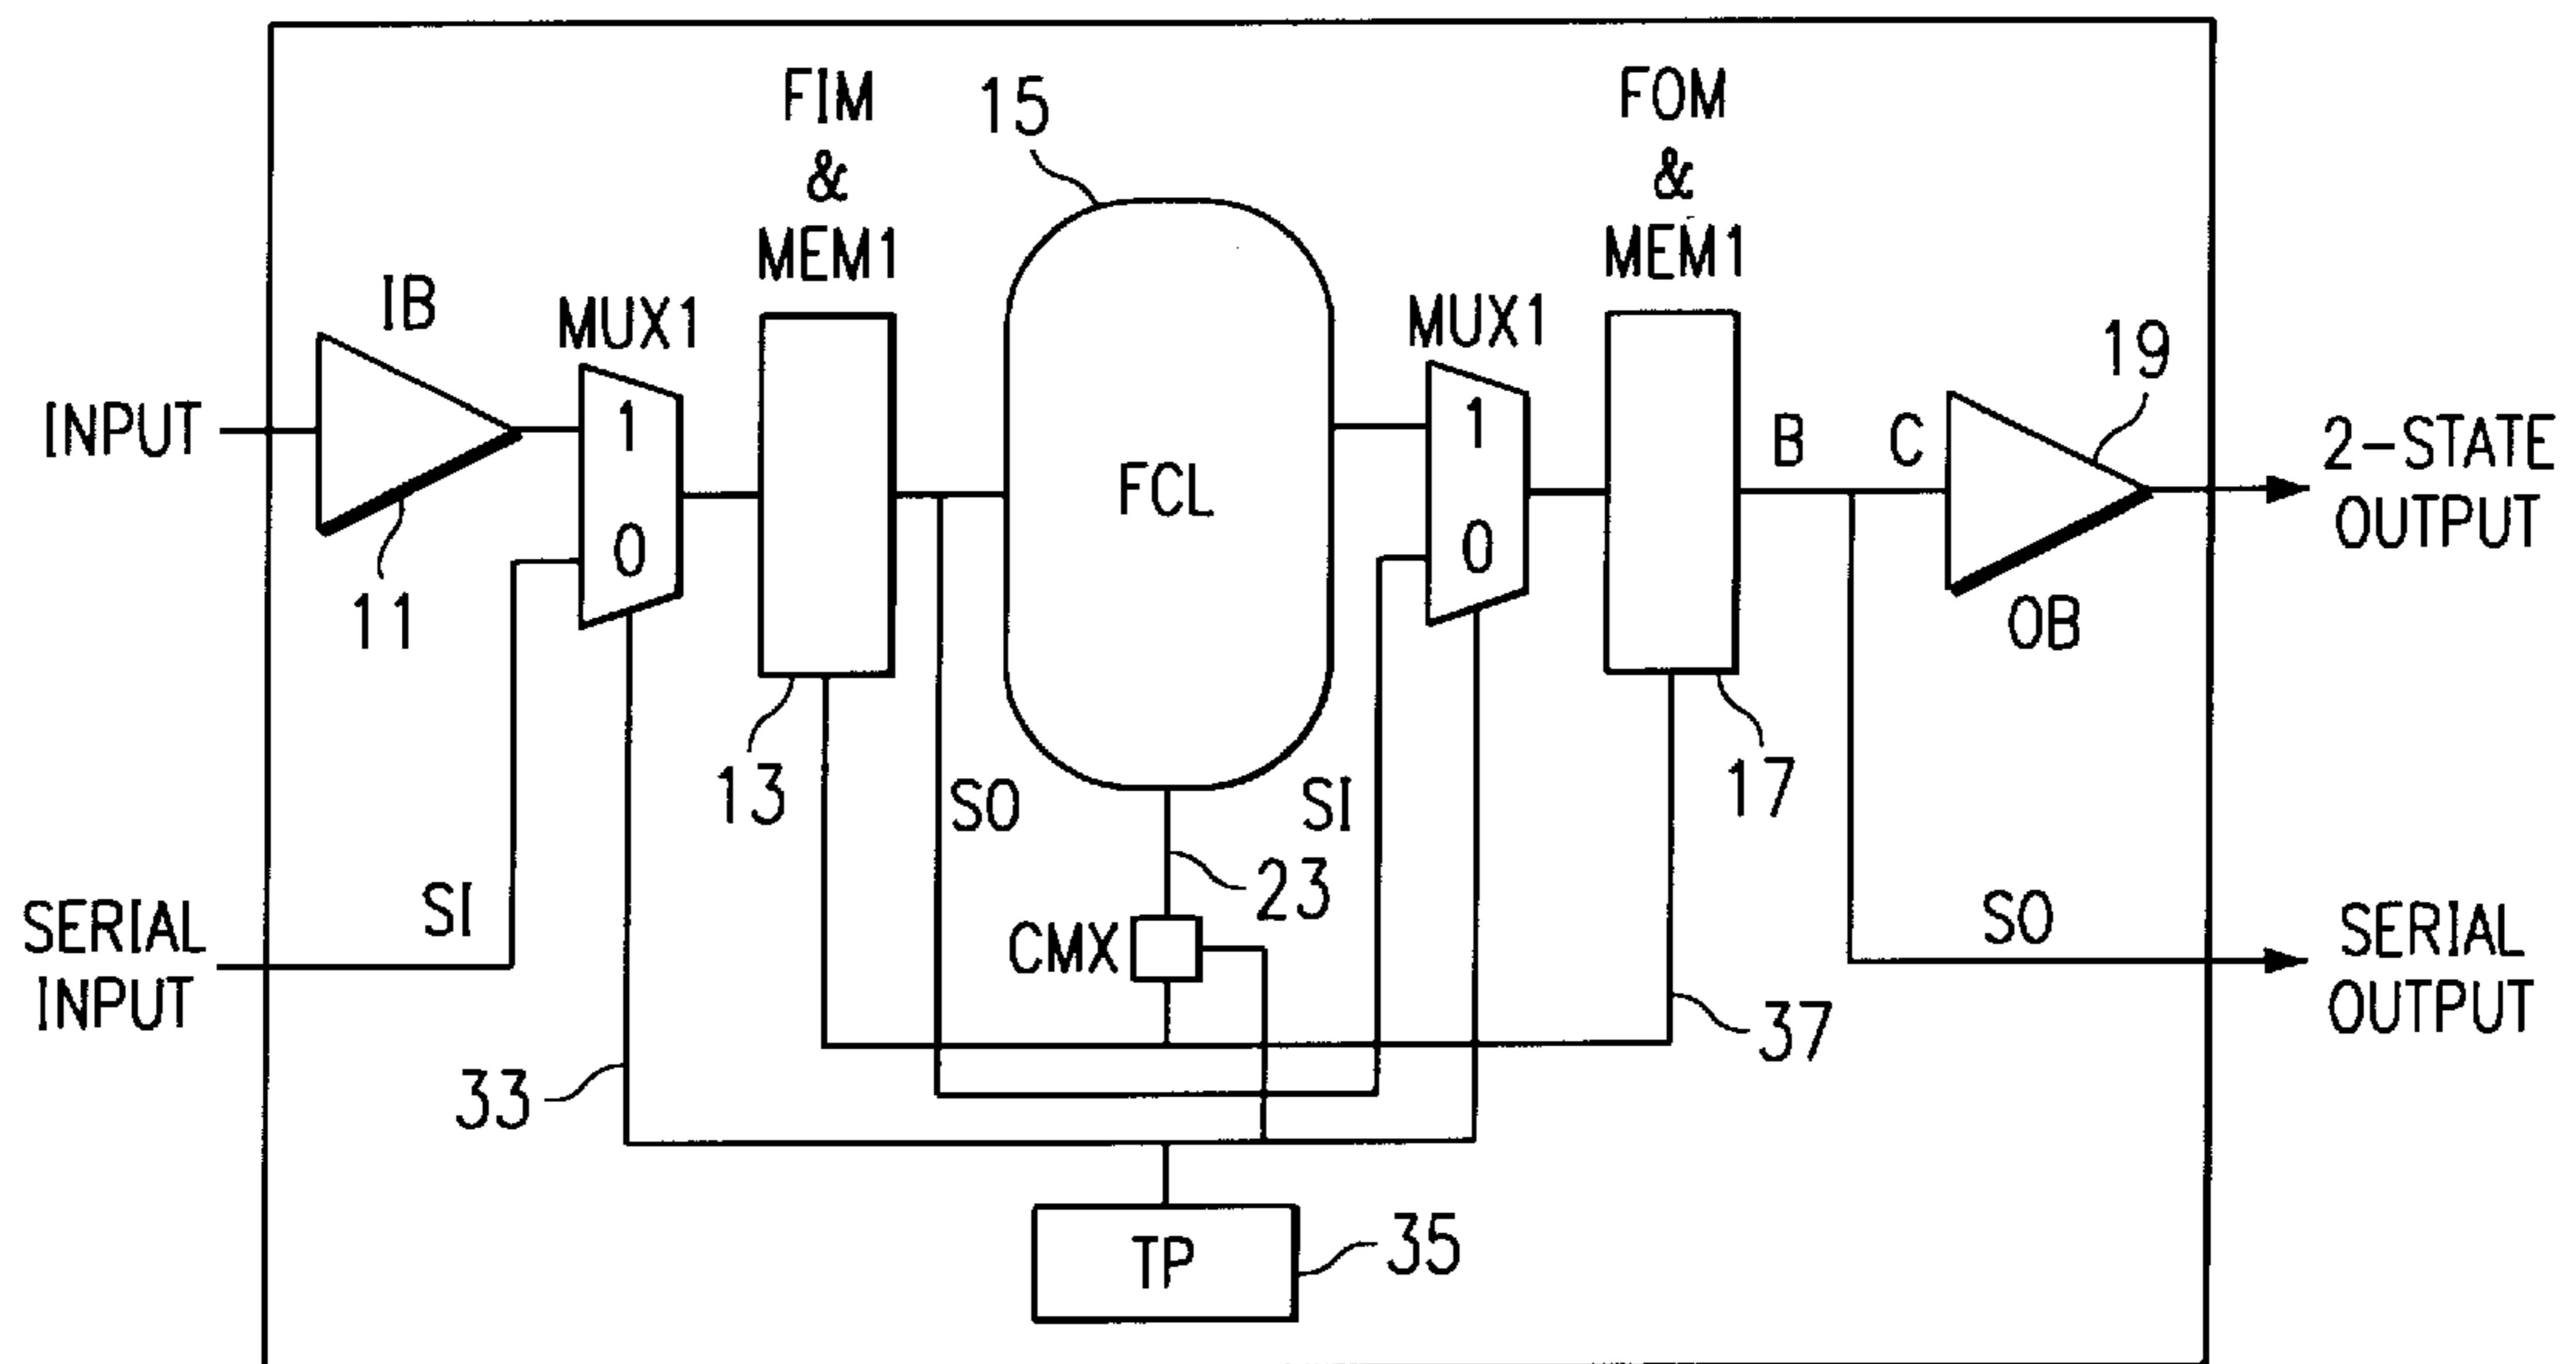 FIM
&
MEM1
15
FOM
&
MEM1
IB
MUX1
MUX1
19
INPUT
1
0
11
FCL
1
0
B
C
2-STATE
OUTPUT
OB
13
SO
SI
17
23
SERIAL
INPUT
SI
CMX
SO
SERIAL
OUTPUT
33
37
TP
35